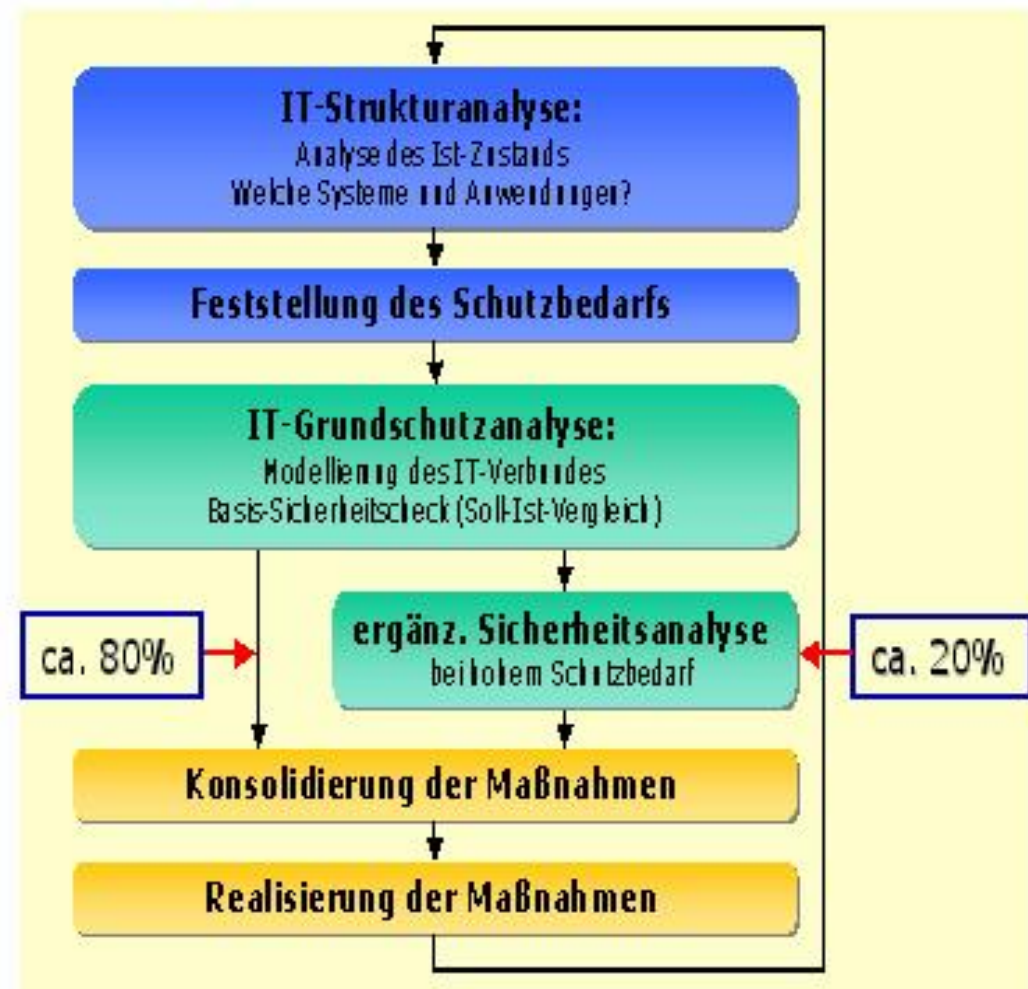 IT-Strukturanalyse:
Analyse des Ist-Zustands
Welche Systeme und Anwendungen?
Feststellung des Schutzbedarfs
IT-Grundschutzanalyse:
Modellierung des IT-Verbundes
Basis-Sicherheitscheck (Soll-Ist-Vergleich)
ca. 80%
ergänz. Sicherheitsanalyse
bei hohem Schutzbedarf
ca. 20%
Konsolidierung der Maßnahmen
Realisierung der Maßnahmen